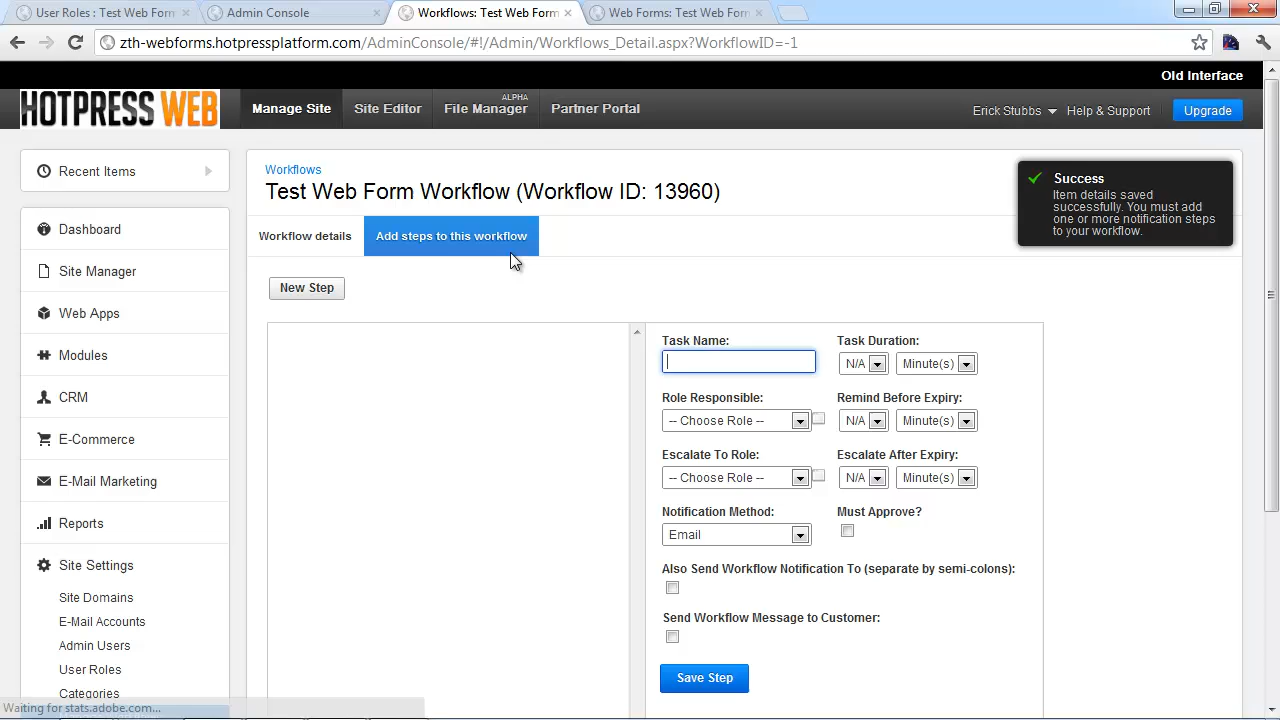 User Roles : Test Web Form
Admin Console
Workflows: Test Web Form
Web Forms: Test Web Form
zth-webforms.hotpressplatform.com/AdminConsole/#!/Admin/Workflows_Detail.aspx?WorkflowID=-1
Old Interface
HOTPRESS WEB
Manage Site
Site Editor
ALPHA
File Manager
Partner Portal
Erick Stubbs
Help & Support
Upgrade
Recent Items
Dashboard
Site Manager
Web Apps
Modules
CRM
E-Commerce
E-Mail Marketing
Reports
Site Settings
Site Domains
E-Mail Accounts
Admin Users
User Roles
Categories
Waiting for stats.adobe.com...
Workflows
Test Web Form Workflow (Workflow ID: 13960)
Success
Item details saved
successfully. You must add
one or more notification steps
to your workflow.
Workflow details
Add steps to this workflow
New Step
Task Name:
Task Duration:
N/A
Minute(s)
Role Responsible:
Remind Before Expiry:
-- Choose Role --
N/A
Minute(s)
Escalate To Role:
Escalate After Expiry:
-- Choose Role --
N/A
Minute(s)
Notification Method:
Must Approve?
Email
Also Send Workflow Notification To (separate by semi-colons):
Send Workflow Message to Customer:
Save Step